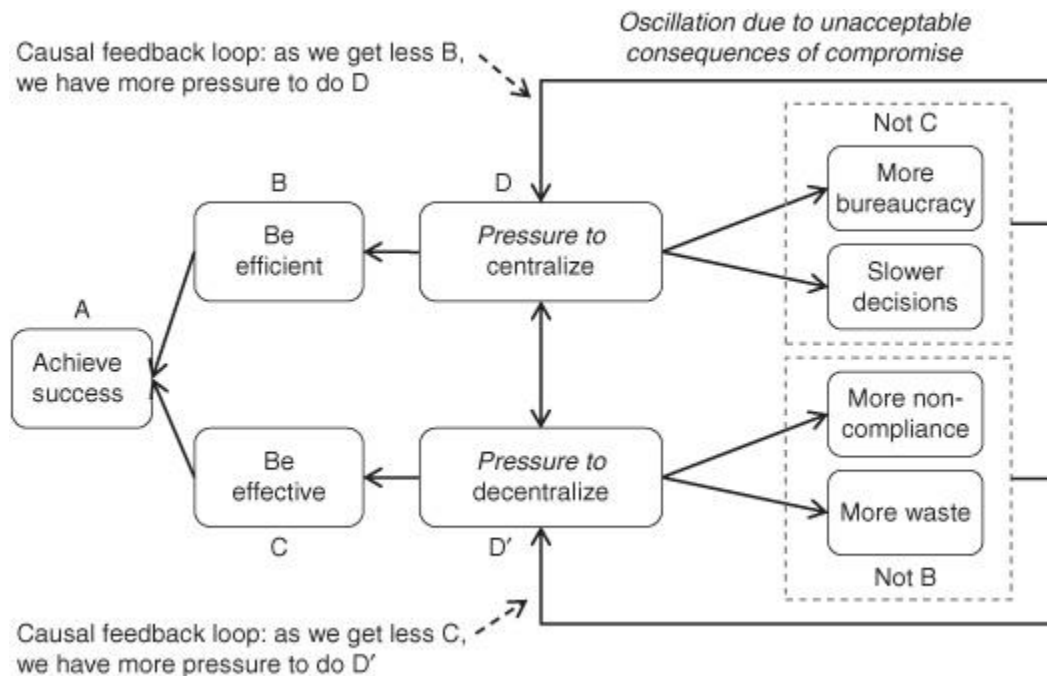 Oscillation due to unacceptable
consequences of compromise
Causal feedback loop: as we get less B,
we have more pressure to do D
Not C
More
bureaucracy
Slower
decisions
B
Be
efficient
D
Pressure to
centralize
A
Achieve
success
Be
effective
C
Pressure to
decentralize
D′
More non-
compliance
More waste
Not B
Causal feedback loop: as we get less C,
we have more pressure to do D′